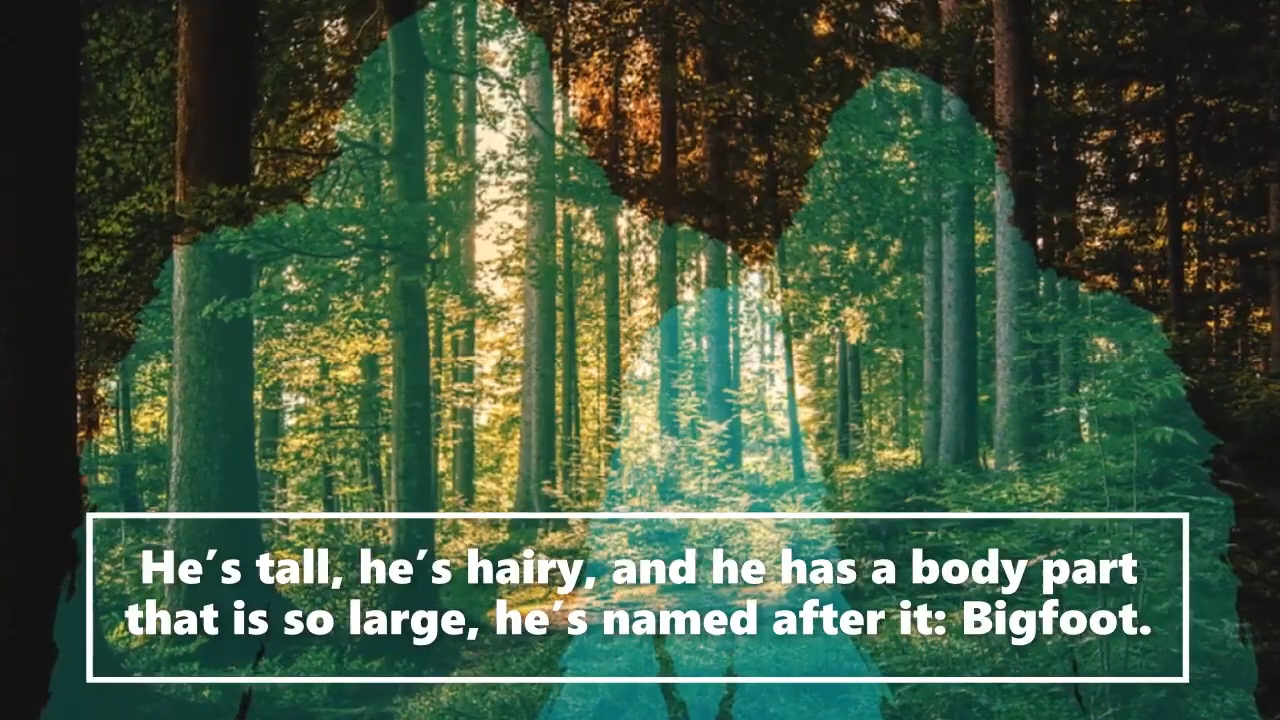 He’s tall, he’s hairy, and he has a body part
that is so large, he’s named after it: Bigfoot.